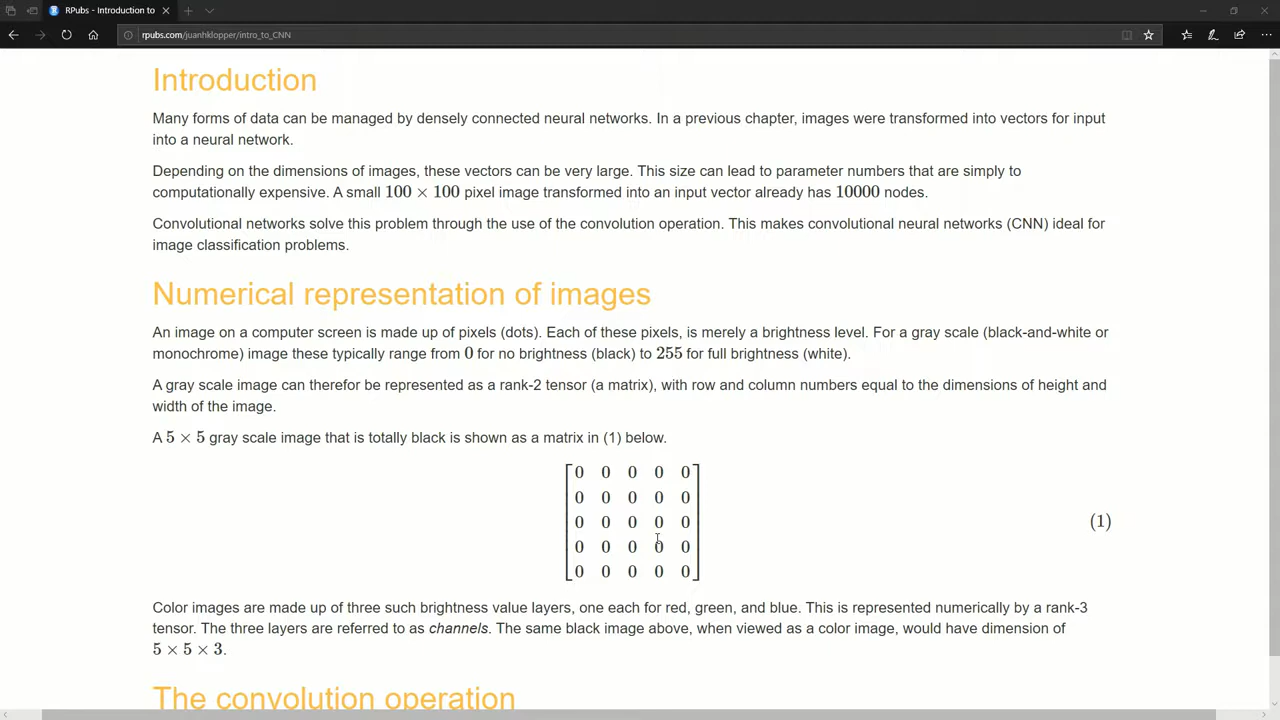 RPubs - Introduction to
rpubs.com/juanhklopper/intro_to_CNN
Introduction
Many forms of data can be managed by densely connected neural networks. In a previous chapter, images were transformed into vectors for input
into a neural network.
Depending on the dimensions of images, these vectors can be very large. This size can lead to parameter numbers that are simply to
computationally expensive. A small 100 × 100 pixel image transformed into an input vector already has 10000 nodes.
Convolutional networks solve this problem through the use of the convolution operation. This makes convolutional neural networks (CNN) ideal for
image classification problems.
Numerical representation of images
An image on a computer screen is made up of pixels (dots). Each of these pixels, is merely a brightness level. For a gray scale (black-and-white or
monochrome) image these typically range from 0 for no brightness (black) to 255 for full brightness (white).
A gray scale image can therefor be represented as a rank-2 tensor (a matrix), with row and column numbers equal to the dimensions of height and
width of the image.
A 5 × 5 gray scale image that is totally black is shown as a matrix in (1) below.
0 0 0 0 0
0 0 0 0 0
0 0 0 0 0 (1)
0 0 0 0 0
0 0 0 0 0
Color images are made up of three such brightness value layers, one each for red, green, and blue. This is represented numerically by a rank-3
tensor. The three layers are referred to as channels. The same black image above, when viewed as a color image, would have dimension of
5 × 5 × 3.
The convolution operation